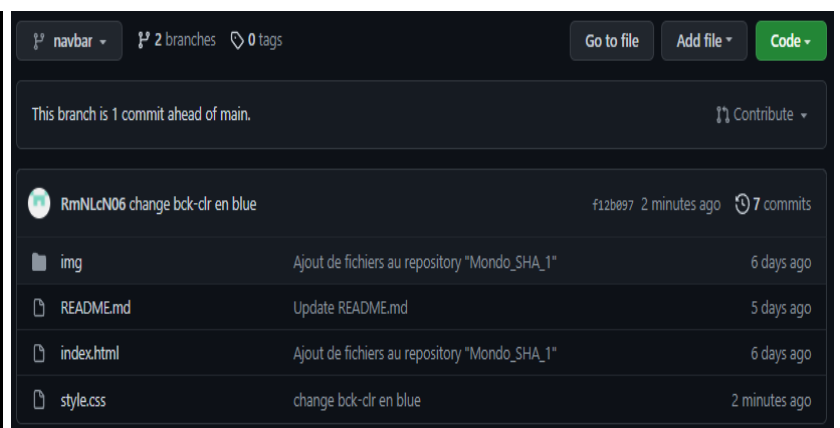 navbar 2 branches 0 tags Go to file Add file Code
This branch is 1 commit ahead of main. Contribute
RmNLcN06 change bck-clr en blue f12b097 2 minutes ago 7 commits
img Ajout de fichiers au repository "Mondo_SHA_1" 6 days ago
README.md Update README.md 5 days ago
index.html Ajout de fichiers au repository "Mondo_SHA_1" 6 days ago
style.css change bck-clr en blue 2 minutes ago